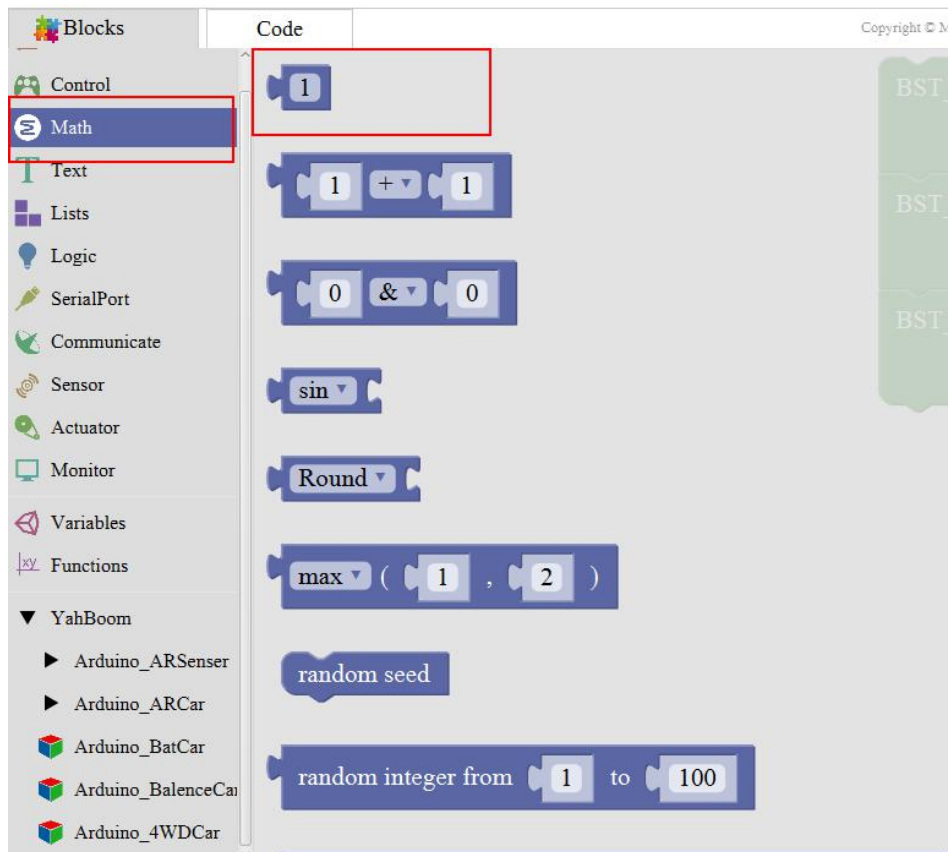 Blocks
Code
Copyright ©
Control
Math
Text
Lists
Logic
SerialPort
Communicate
Sensor
Actuator
Monitor
Variables
xy Functions
▼ YahBoom
▶ Arduino_ARSenser
▶ Arduino_ARCar
Arduino_BatCar
Arduino_BalenceCar
Arduino_4WDCar
1
1 + 1
0 & 0
sin
Round
max ( 1 , 2 )
random seed
random integer from 1 to 100
BST_
BST_
BST_